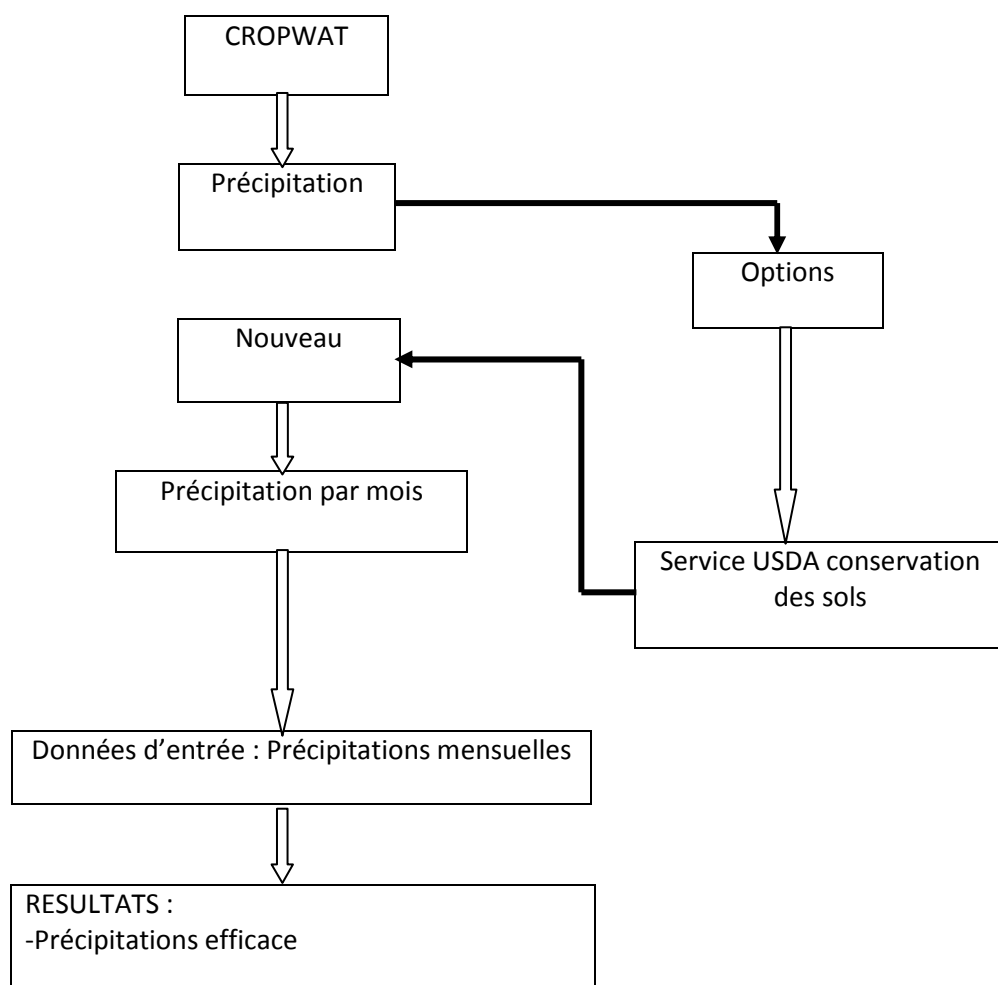 CROPWAT
Précipitation
Options
Nouveau
Précipitation par mois
Service USDA conservation
des sols
Données d’entrée : Précipitations mensuelles
RESULTATS :
-Précipitations efficace